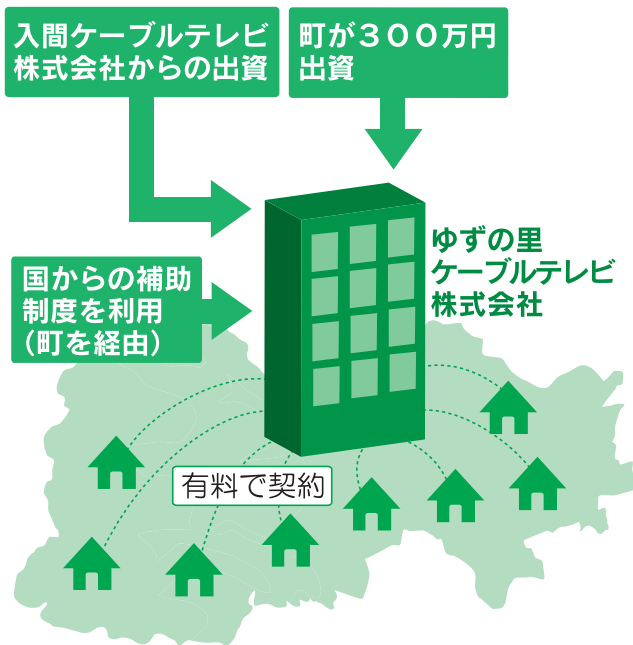 入間ケーブルテレビ
株式会社からの出資
町が３００万円
出資
ゆずの里
ケーブルテレビ
株式会社
国からの補助
制度を利用
（町を経由）
有料で契約